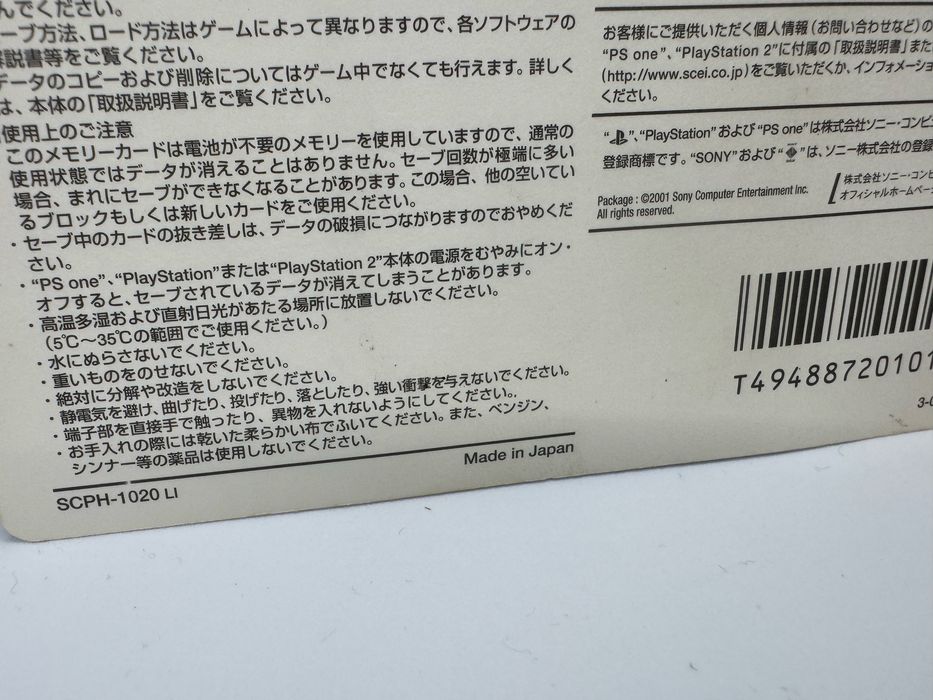 んでください。
ーブ方法、ロード方法はゲームによって異なりますので、各ソフトウェアの
解説書等をご覧ください。
データのコピーおよび削除についてはゲーム中でなくても行えます。詳しく
は、本体の「取扱説明書」をご覧ください。
使用上のご注意
このメモリーカードは電池が不要のメモリーを使用していますので、通常の
使用状態ではデータが消えることはありません。セーブ回数が極端に多い
場合、まれにセーブができなくなることがあります。この場合、他の空いてい
るブロックもしくは新しいカードをご使用ください。
・セーブ中のカードの抜き差しは、データの破損につながりますのでおやめくだ
さい。
・“PS one”、“PlayStation”または“PlayStation 2”本体の電源をむやみにオン・
オフすると、セーブされているデータが消えてしまうことがあります。
・高温多湿および直射日光があたる場所に放置しないでください。
（5℃～35℃の範囲でご使用ください。）
・水にぬらさないでください。
・重いものをのせないでください。
・絶対に分解や改造をしないでください。
・静電気を避け、曲げたり、投げたり、落としたり、強い衝撃を与えないでください。
・端子部を直接手で触ったり、異物を入れないようにしてください。
・お手入れの際には乾いた柔らかい布でふいてください。また、ベンジン、
シンナー等の薬品は使用しないでください。
Made in Japan
SCPH-1020 LI
お客様にご提供いただく個人情報（お問い合わせなど）の
“PS one”、“PlayStation 2”に付属の「取扱説明書」また
(http://www.scei.co.jp)をご覧いただくか、インフォメーショ
ください。
“ ”、“PlayStation”および“PS one”は株式会社ソニー・コンピュ
登録商標です。“SONY”および“ ”は、ソニー株式会社の登録
Package : ©2001 Sony Computer Entertainment Inc.
All rights reserved.
株式会社ソニー・コンピ
オフィシャルホームペー
T4948872010
3-